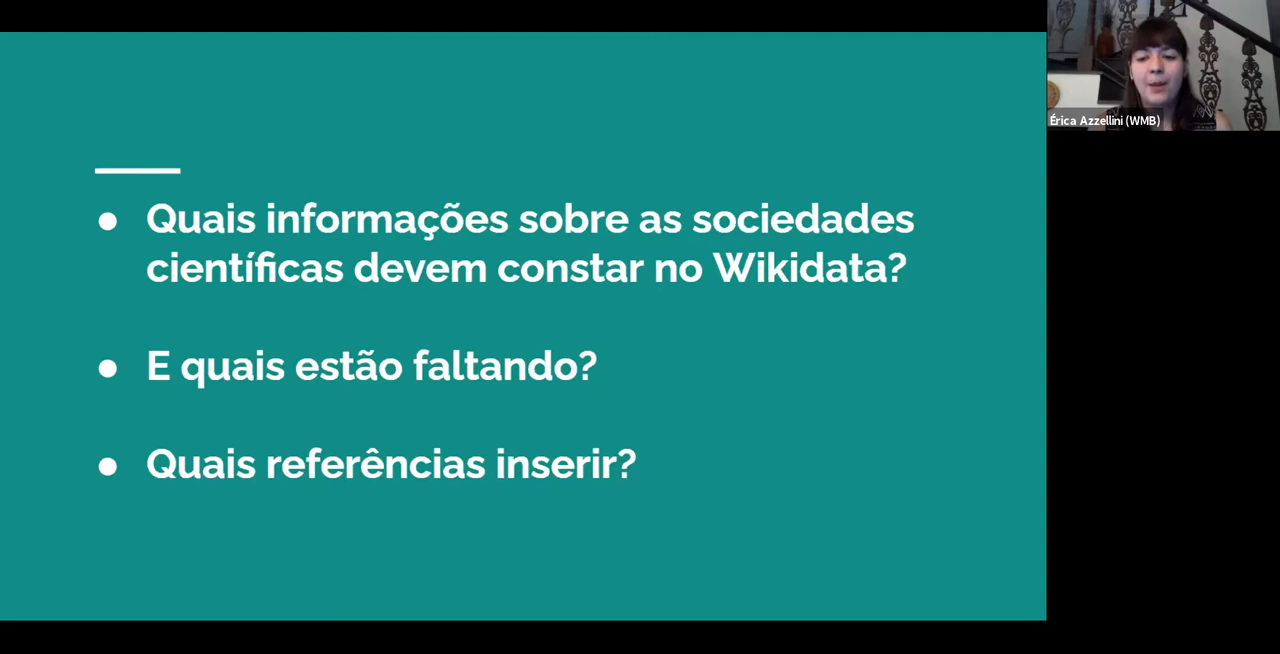 Quais informações sobre as sociedades
científicas devem constar no Wikidata?
E quais estão faltando?
Quais referências inserir?
Érica Azzellini (WMB)